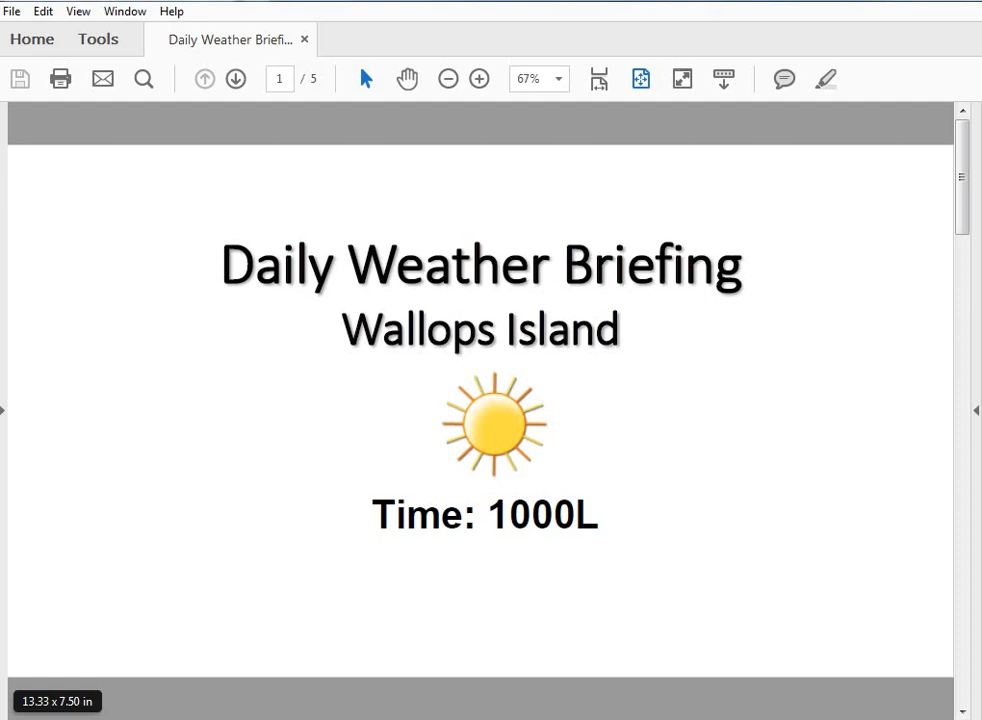 File Edit View Window Help
Home Tools Daily Weather Briefi... ×
1 / 5 67%
Daily Weather Briefing
Wallops Island
Time: 1000L
13.33 x 7.50 in